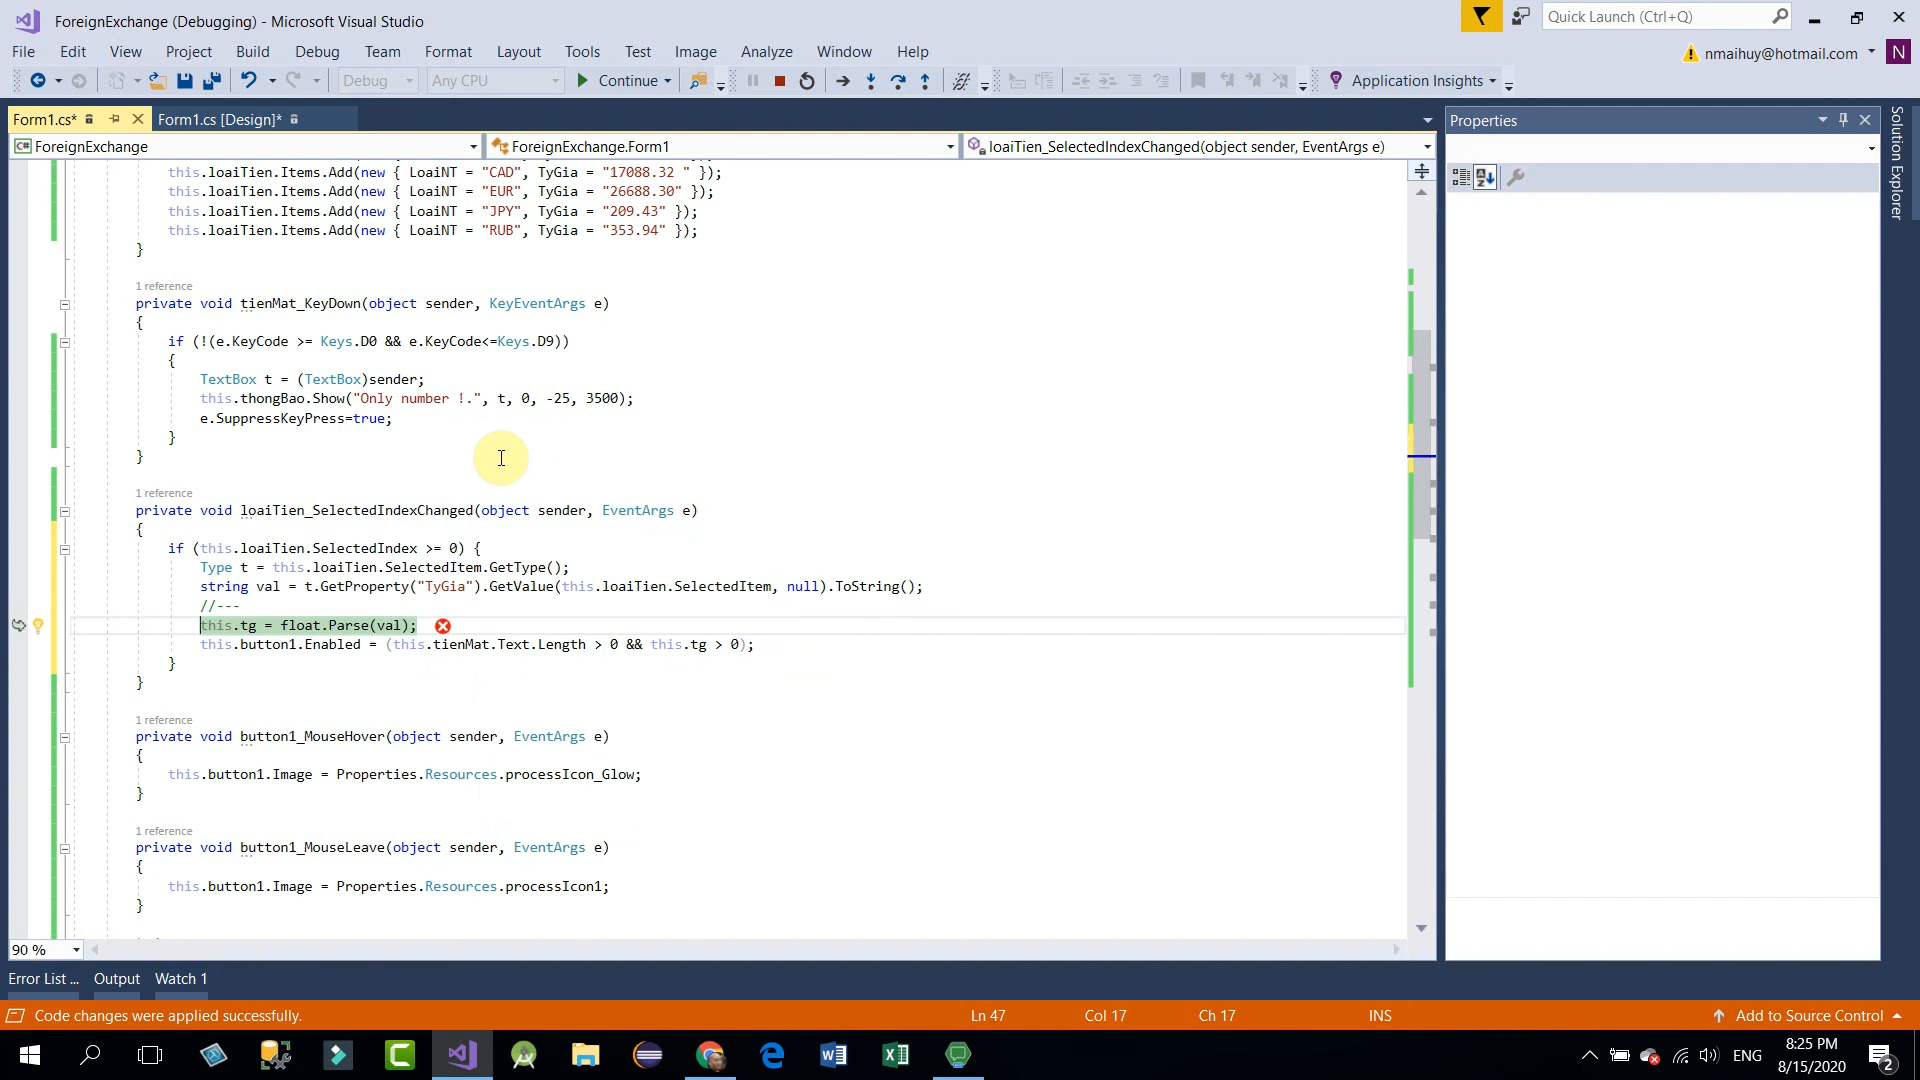 ForeignExchange (Debugging) - Microsoft Visual Studio
Quick Launch (Ctrl+Q)
File Edit View Project Build Debug Team Format Layout Tools Test Image Analyze Window Help
nmaihuy@hotmail.com N
Debug Any CPU Continue Application Insights
Form1.cs* Form1.cs [Design]*
Properties
Solution Explorer
C# ForeignExchange ForeignExchange.Form1 loaiTien_SelectedIndexChanged(object sender, EventArgs e)
this.loaiTien.Items.Add(new { LoaiNT = "CAD", TyGia = "17088.32 " });
this.loaiTien.Items.Add(new { LoaiNT = "EUR", TyGia = "26688.30" });
this.loaiTien.Items.Add(new { LoaiNT = "JPY", TyGia = "209.43" });
this.loaiTien.Items.Add(new { LoaiNT = "RUB", TyGia = "353.94" });
}
1 reference
private void tienMat_KeyDown(object sender, KeyEventArgs e)
{
if (!(e.KeyCode >= Keys.D0 && e.KeyCode<=Keys.D9))
{
TextBox t = (TextBox)sender;
this.thongBao.Show("Only number !.", t, 0, -25, 3500);
e.SuppressKeyPress=true;
}
}
1 reference
private void loaiTien_SelectedIndexChanged(object sender, EventArgs e)
{
if (this.loaiTien.SelectedIndex >= 0) {
Type t = this.loaiTien.SelectedItem.GetType();
string val = t.GetProperty("TyGia").GetValue(this.loaiTien.SelectedItem, null).ToString();
//---
this.tg = float.Parse(val);
this.button1.Enabled = (this.tienMat.Text.Length > 0 && this.tg > 0);
}
}
1 reference
private void button1_MouseHover(object sender, EventArgs e)
{
this.button1.Image = Properties.Resources.processIcon_Glow;
}
1 reference
private void button1_MouseLeave(object sender, EventArgs e)
{
this.button1.Image = Properties.Resources.processIcon1;
}
90 %
Error List ... Output Watch 1
Code changes were applied successfully. Ln 47 Col 17 Ch 17 INS Add to Source Control
ENG
8:25 PM
8/15/2020
2